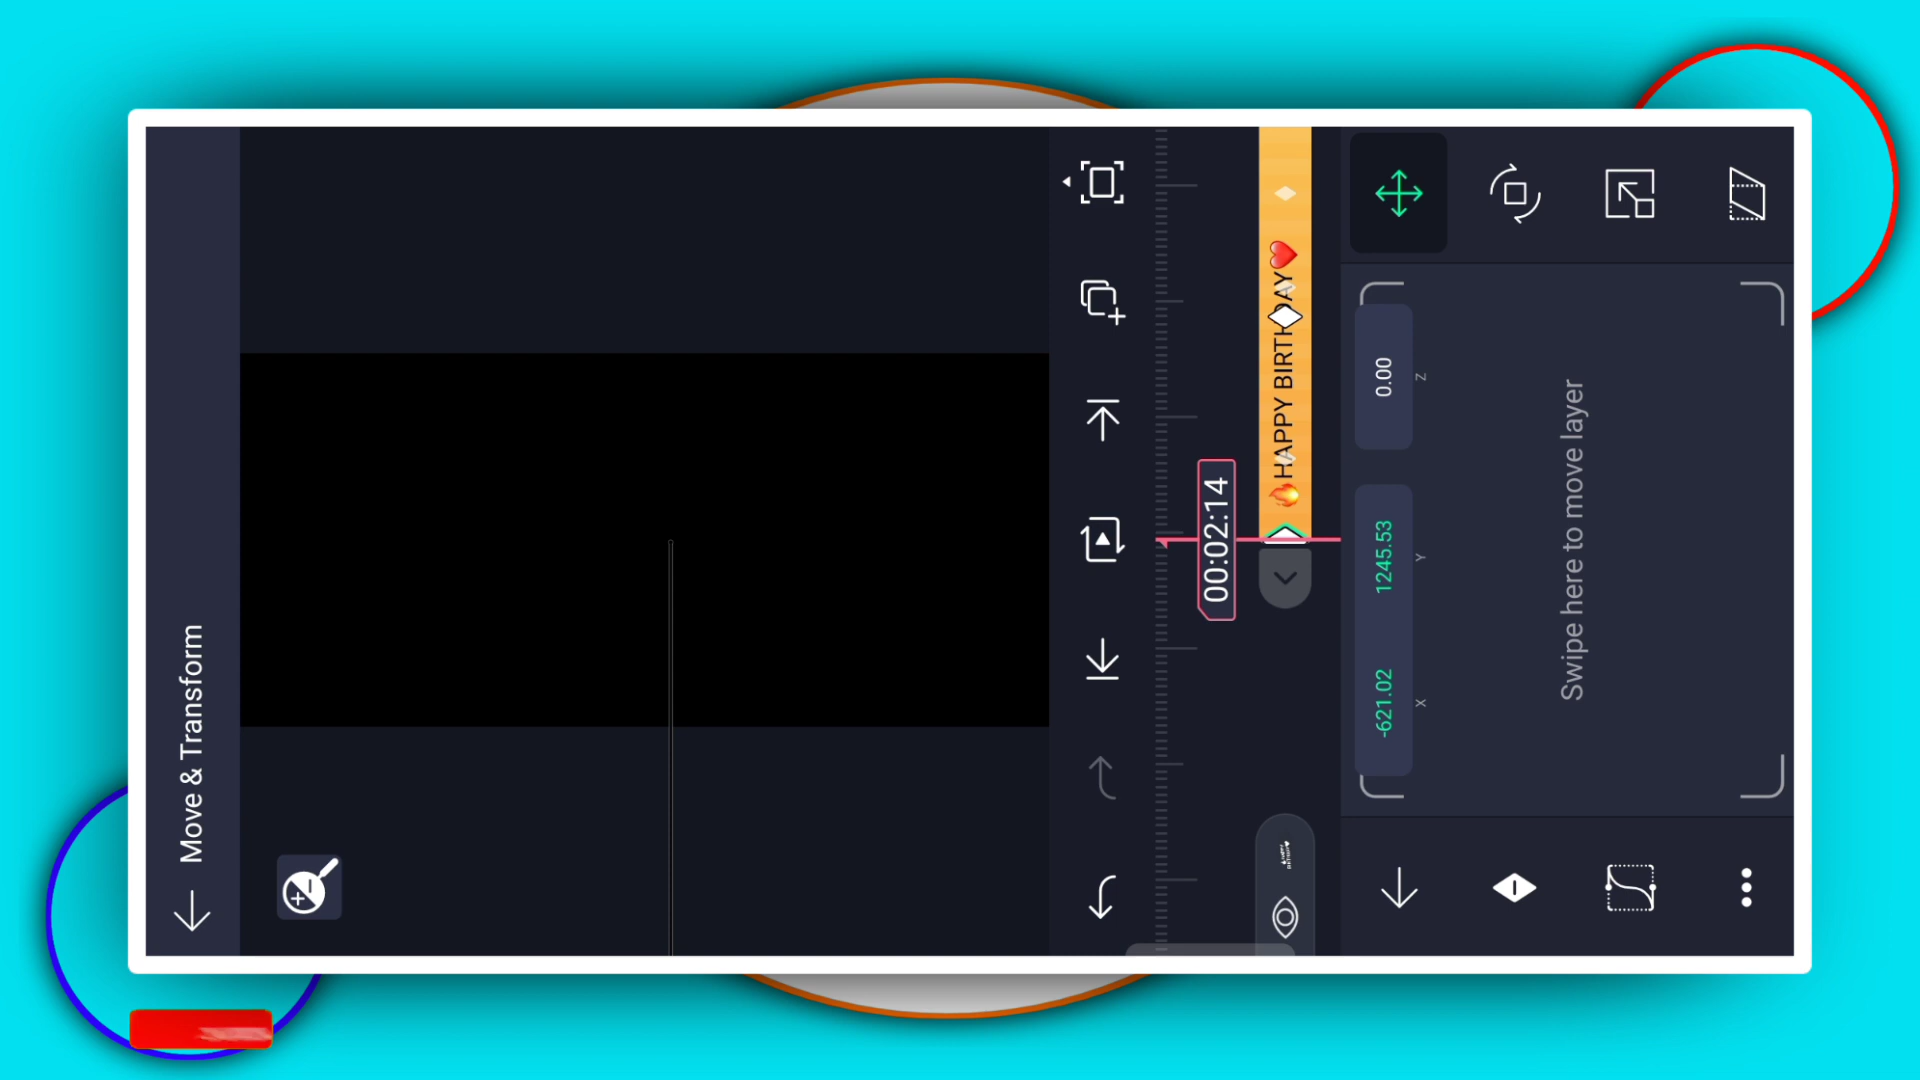 Move & Transform
00:02:14
🔥HAPPY BIRTHDAY❤️
-621.02
1245.53
0.00
X
Y
Z
Swipe here to move layer